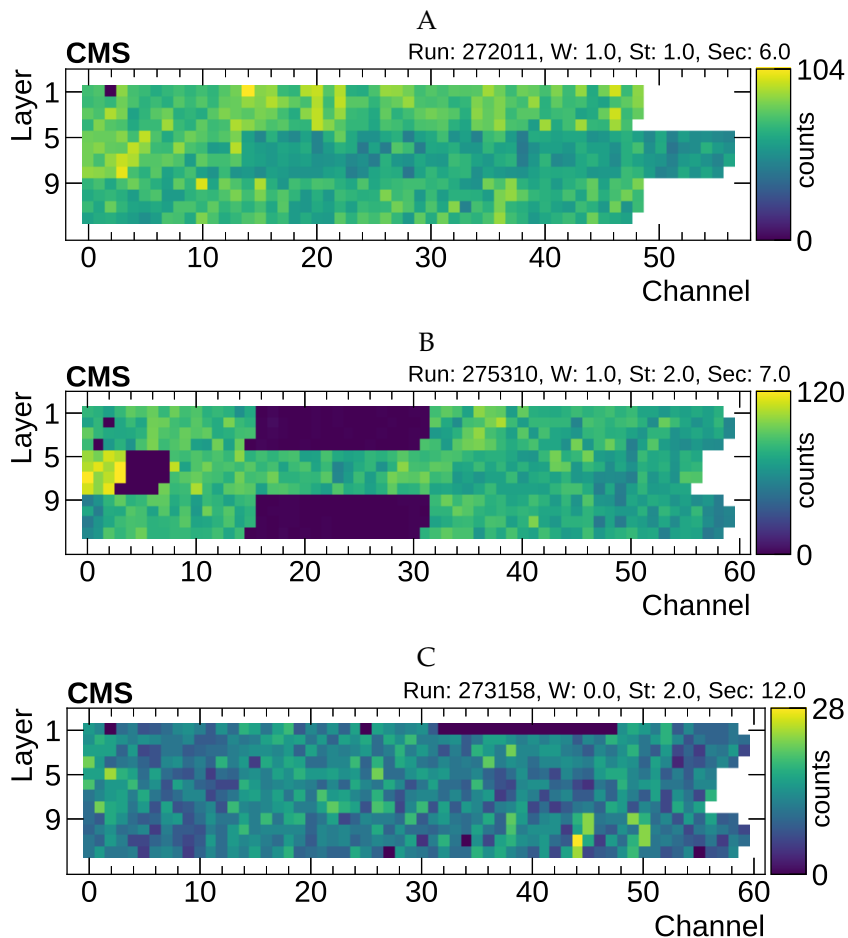 A
CMS Run: 272011, W: 1.0, St: 1.0, Sec: 6.0
Layer
1
5
9
104
counts
0
0 10 20 30 40 50
Channel
B
CMS Run: 275310, W: 1.0, St: 2.0, Sec: 7.0
Layer
1
5
9
120
counts
0
0 10 20 30 40 50 60
Channel
C
CMS Run: 273158, W: 0.0, St: 2.0, Sec: 12.0
Layer
1
5
9
28
counts
0
0 10 20 30 40 50 60
Channel